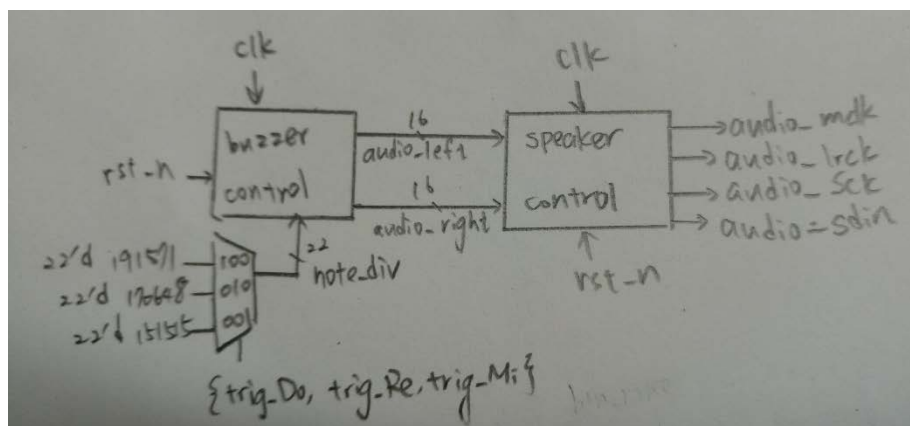 clk
clk
buzzer
control
rst_n
16
audio_left
16
audio_right
speaker
control
rst_n
audio_mclk
audio_lrck
audio_sck
audio_sdin
22'd 191571
22'd 170648
22'd 151515
100
010
001
22
note_div
{trig_Do, trig_Re, trig_Mi}